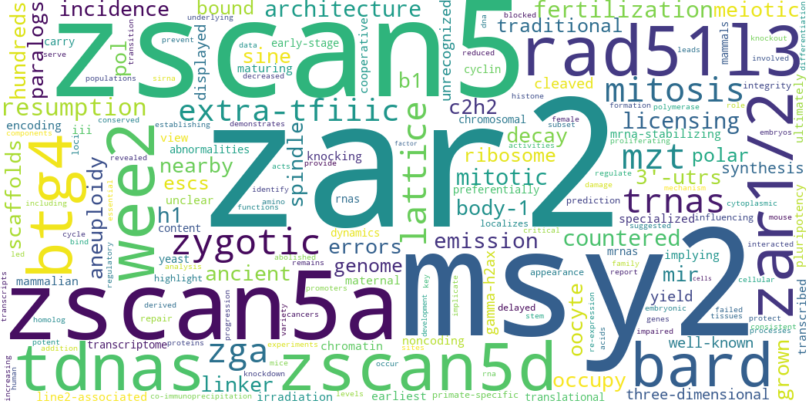 incidence
bound
architecture
fertilization
meiotic
hundreds
paralogs
zscan5
pol
displayed
sine
early-stage
cooperative
unrecognized
traditional
rad51l3
underlying
transition
blocked
reduced
cyclin
dna
mammals
knockout
involved
differentiation
carry
prevent
serve
populations
maturing
data
sirna
decreased
b1
leads
role
integrity
ultimately
resumption
cleaved
mitosis
extra-tfiiic
c2h2
histone
chromosomal
female
subset
formation
polymerase
embryos
encoding
conserved
components
iii
loci
establishing
demonstrates
lattice
decay
mrna-stabilizing
proliferating
licensing
zar1/2
btg4
wee2
view
abnormalities
spindle
knocking
provide
factor
activities
ribosome
regulate
damage
mzt
polar
scaffolds
aneuploidy
nearby
revealed
acts
amino
rnas
zar2
mitotic
preferentially
prediction
mechanism
synthesis
including
led
essential
regulatory
escs
unclear
identify
functions
body-1
localizes
critical
suggested
trnas
3'-utrs
specialized
cytoplasmic
influencing
mouse
pluripotency
cycle
bind
h1
content
yeast
analysis
highlight
zygotic
dynamics
abolished
remains
errors
emission
countered
mrnas
family
report
interacted
processes
protect
consistent
mammalian
ancient
genome
maternal
promoters
implying
mir
cells
cellular
transcripts
zscan5a
msy2
homolog
derived
repair
potent
addition
transcriptome
progression
variety
cancers
noncoding
sites
development
key
implicate
gamma-h2ax
appearance
delayed
stem
re-expression
acids
oocyte
embryonic
yield
genes
impaired
failed
tissues
transcribed
increasing
human
tdnas
zga
linker
proteins
experiments
knockdown
mice
chromatin
occur
zscan5d
rna
occupy
bard
well-known
grown
line2-associated
co-immunoprecipitation
irradiation
levels
earliest
primate-specific
translational
three-dimensional